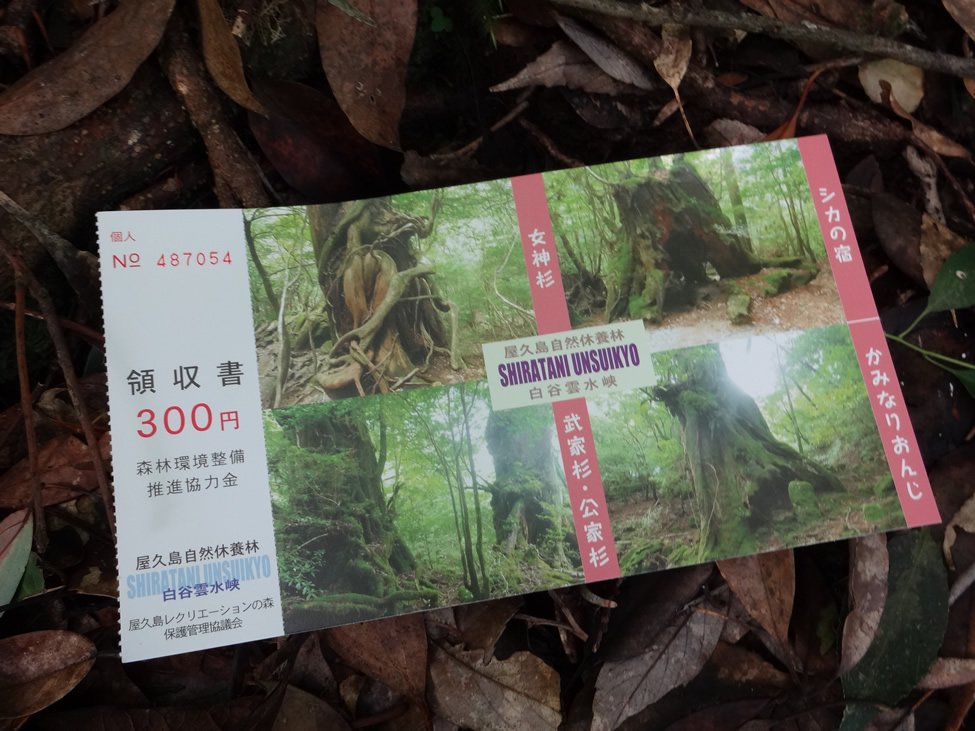 個人
№ 487054
領収書
300円
森林環境整備
推進協力金
屋久島自然休養林
SHIRATANI UNSUIKYO
白谷雲水峡
屋久島レクリエーションの森
保護管理協議会
女神杉
シカの宿
屋久島自然休養林
SHIRATANI UNSUIKYO
白谷雲水峡
武家杉・公家杉
かみなりおんじ